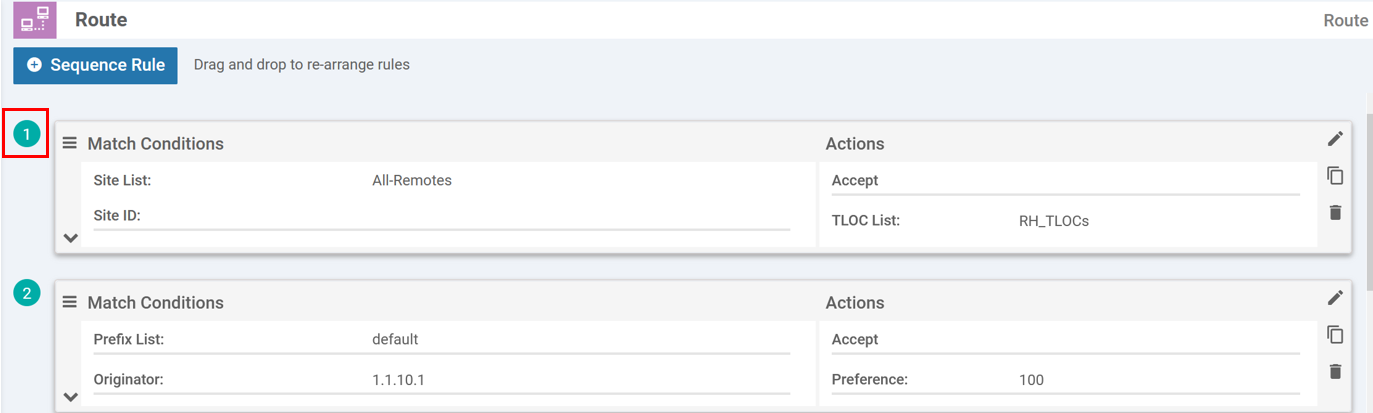 Route
Route
Sequence Rule Drag and drop to re-arrange rules
1
Match Conditions Actions
Site List: All-Remotes Accept
Site ID: TLOC List: RH_TLOCs
2
Match Conditions Actions
Prefix List: default Accept
Originator: 1.1.10.1 Preference: 100